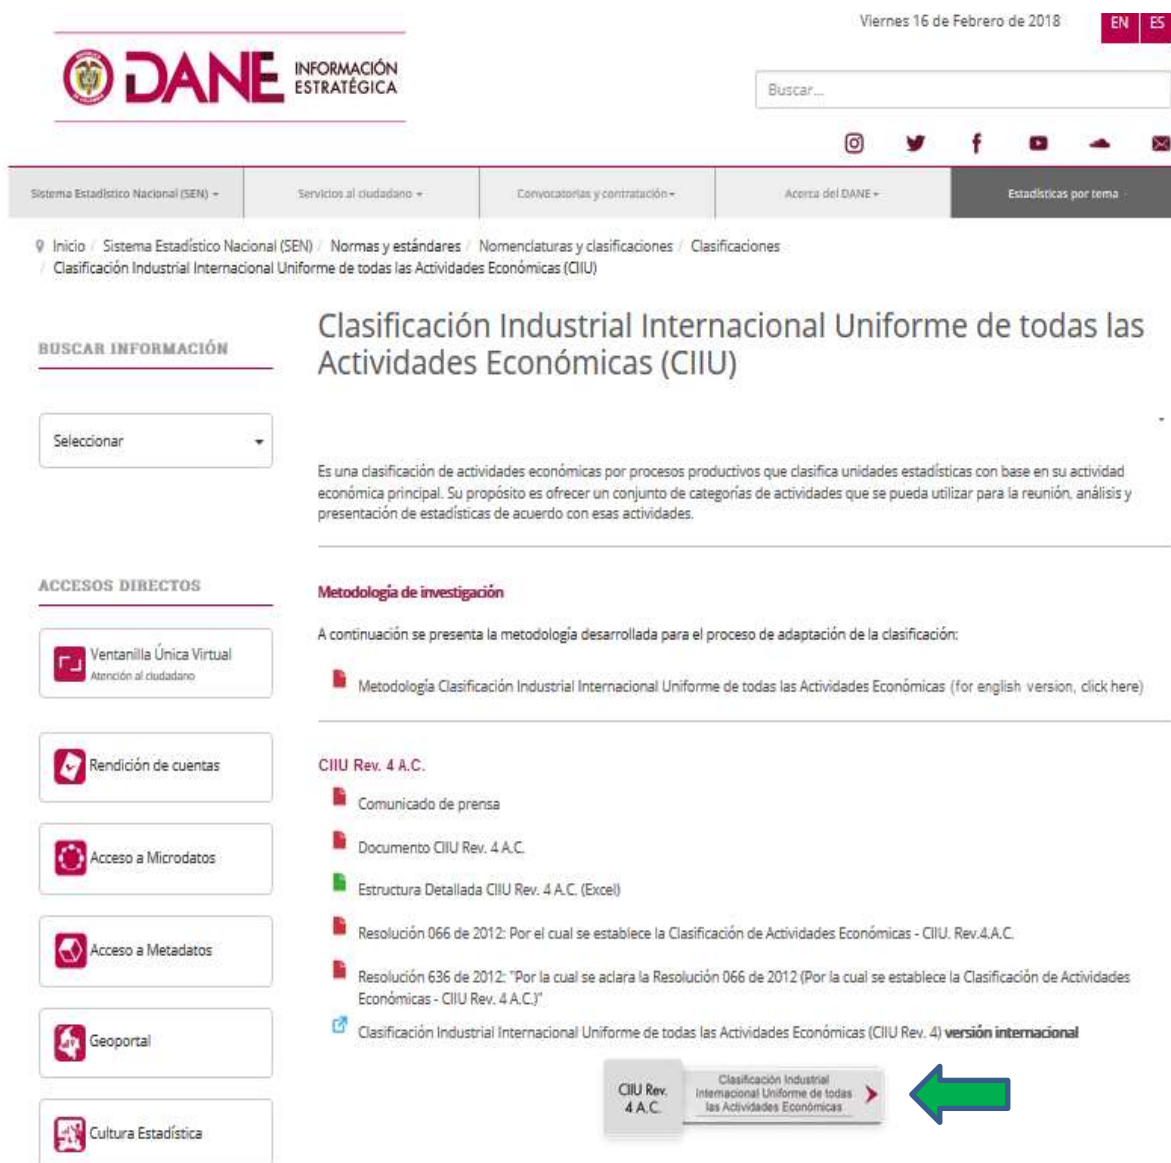 Viernes 16 de Febrero de 2018
EN ES
DANE
INFORMACIÓN
ESTRATÉGICA
Buscar...
Sistema Estadístico Nacional (SEN)
Servicios al ciudadano
Convocatorias y contratación
Acerca del DANE
Estadísticas por tema
Inicio / Sistema Estadístico Nacional (SEN) / Normas y estándares / Nomenclaturas y clasificaciones / Clasificaciones
/ Clasificación Industrial Internacional Uniforme de todas las Actividades Económicas (CIIU)
BUSCAR INFORMACIÓN
Seleccionar
ACCESOS DIRECTOS
Ventanilla Única Virtual
Atención al ciudadano
Rendición de cuentas
Acceso a Microdatos
Acceso a Metadatos
Geoportal
Cultura Estadística
Clasificación Industrial Internacional Uniforme de todas las
Actividades Económicas (CIIU)
Es una clasificación de actividades económicas por procesos productivos que clasifica unidades estadísticas con base en su actividad
económica principal. Su propósito es ofrecer un conjunto de categorías de actividades que se pueda utilizar para la reunión, análisis y
presentación de estadísticas de acuerdo con esas actividades.
Metodología de investigación
A continuación se presenta la metodología desarrollada para el proceso de adaptación de la clasificación:
Metodología Clasificación Industrial Internacional Uniforme de todas las Actividades Económicas (for english version, click here)
CIIU Rev. 4 A.C.
Comunicado de prensa
Documento CIIU Rev. 4 A.C.
Estructura Detallada CIIU Rev. 4 A.C. (Excel)
Resolución 066 de 2012: Por el cual se establece la Clasificación de Actividades Económicas - CIIU. Rev.4.A.C.
Resolución 636 de 2012: "Por la cual se aclara la Resolución 066 de 2012 (Por la cual se establece la Clasificación de Actividades
Económicas - CIIU Rev. 4 A.C.)"
Clasificación Industrial Internacional Uniforme de todas las Actividades Económicas (CIIU Rev. 4) versión internacional
CIIU Rev.
4 A.C.
Clasificación Industrial
Internacional Uniforme de todas
las Actividades Económicas